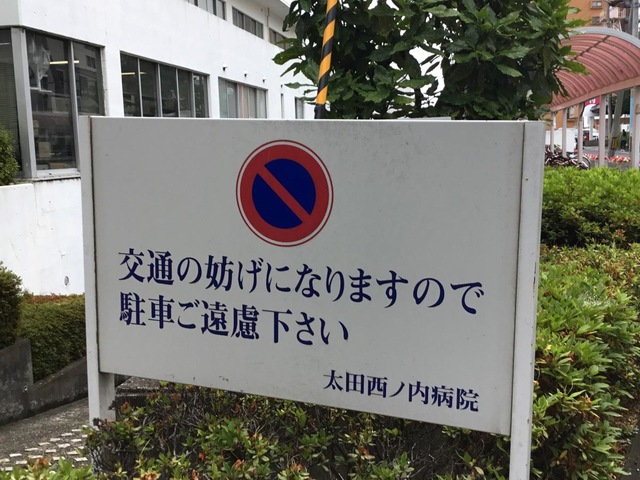 交通の妨げになりますので
駐車ご遠慮下さい
太田西ノ内病院